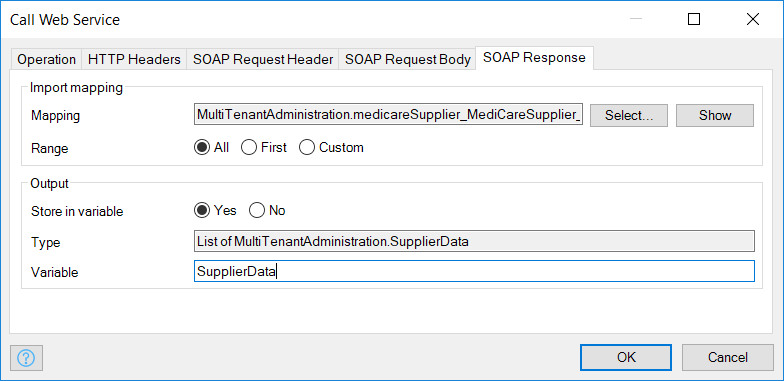 Call Web Service
Operation HTTP Headers SOAP Request Header SOAP Request Body SOAP Response
Import mapping
Mapping MultiTenantAdministration.medicareSupplier_MediCareSupplier_ Select... Show
Range All First Custom
Output
Store in variable Yes No
Type List of MultiTenantAdministration.SupplierData
Variable SupplierData
? OK Cancel